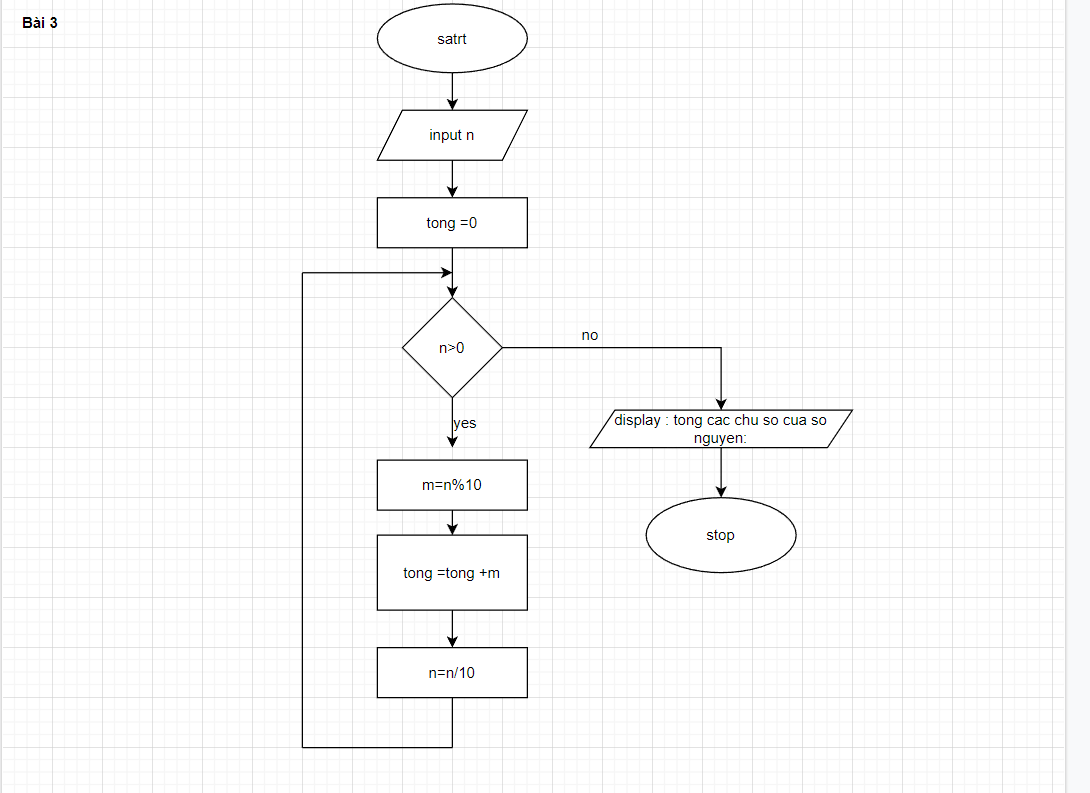 Bài 3
satrt
input n
tong =0
n>0
no
yes
display : tong cac chu so cua so
nguyen:
m=n%10
tong =tong +m
stop
n=n/10